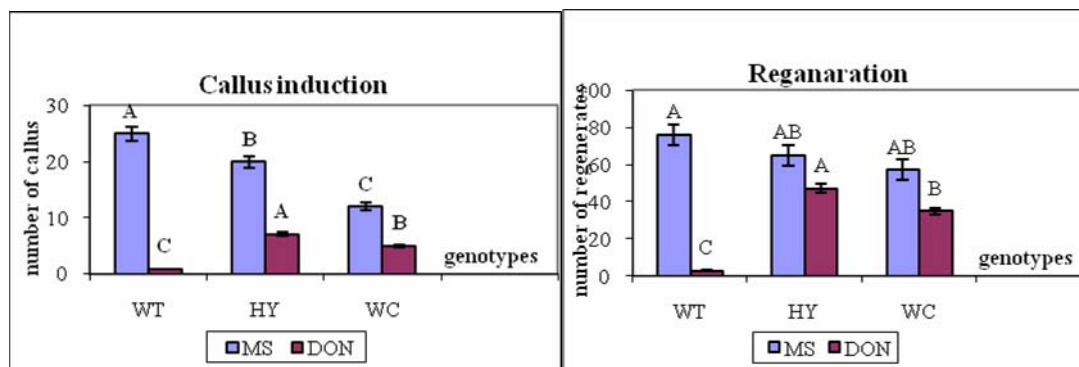 Callus induction
number of callus
30
20
10
0
A
C
B
A
C
B
genotypes
WT HY WC
MS DON
Reganaration
number of regenerates
100
80
60
40
20
0
A
C
AB
A
AB
B
genotypes
WT HY WC
MS DON